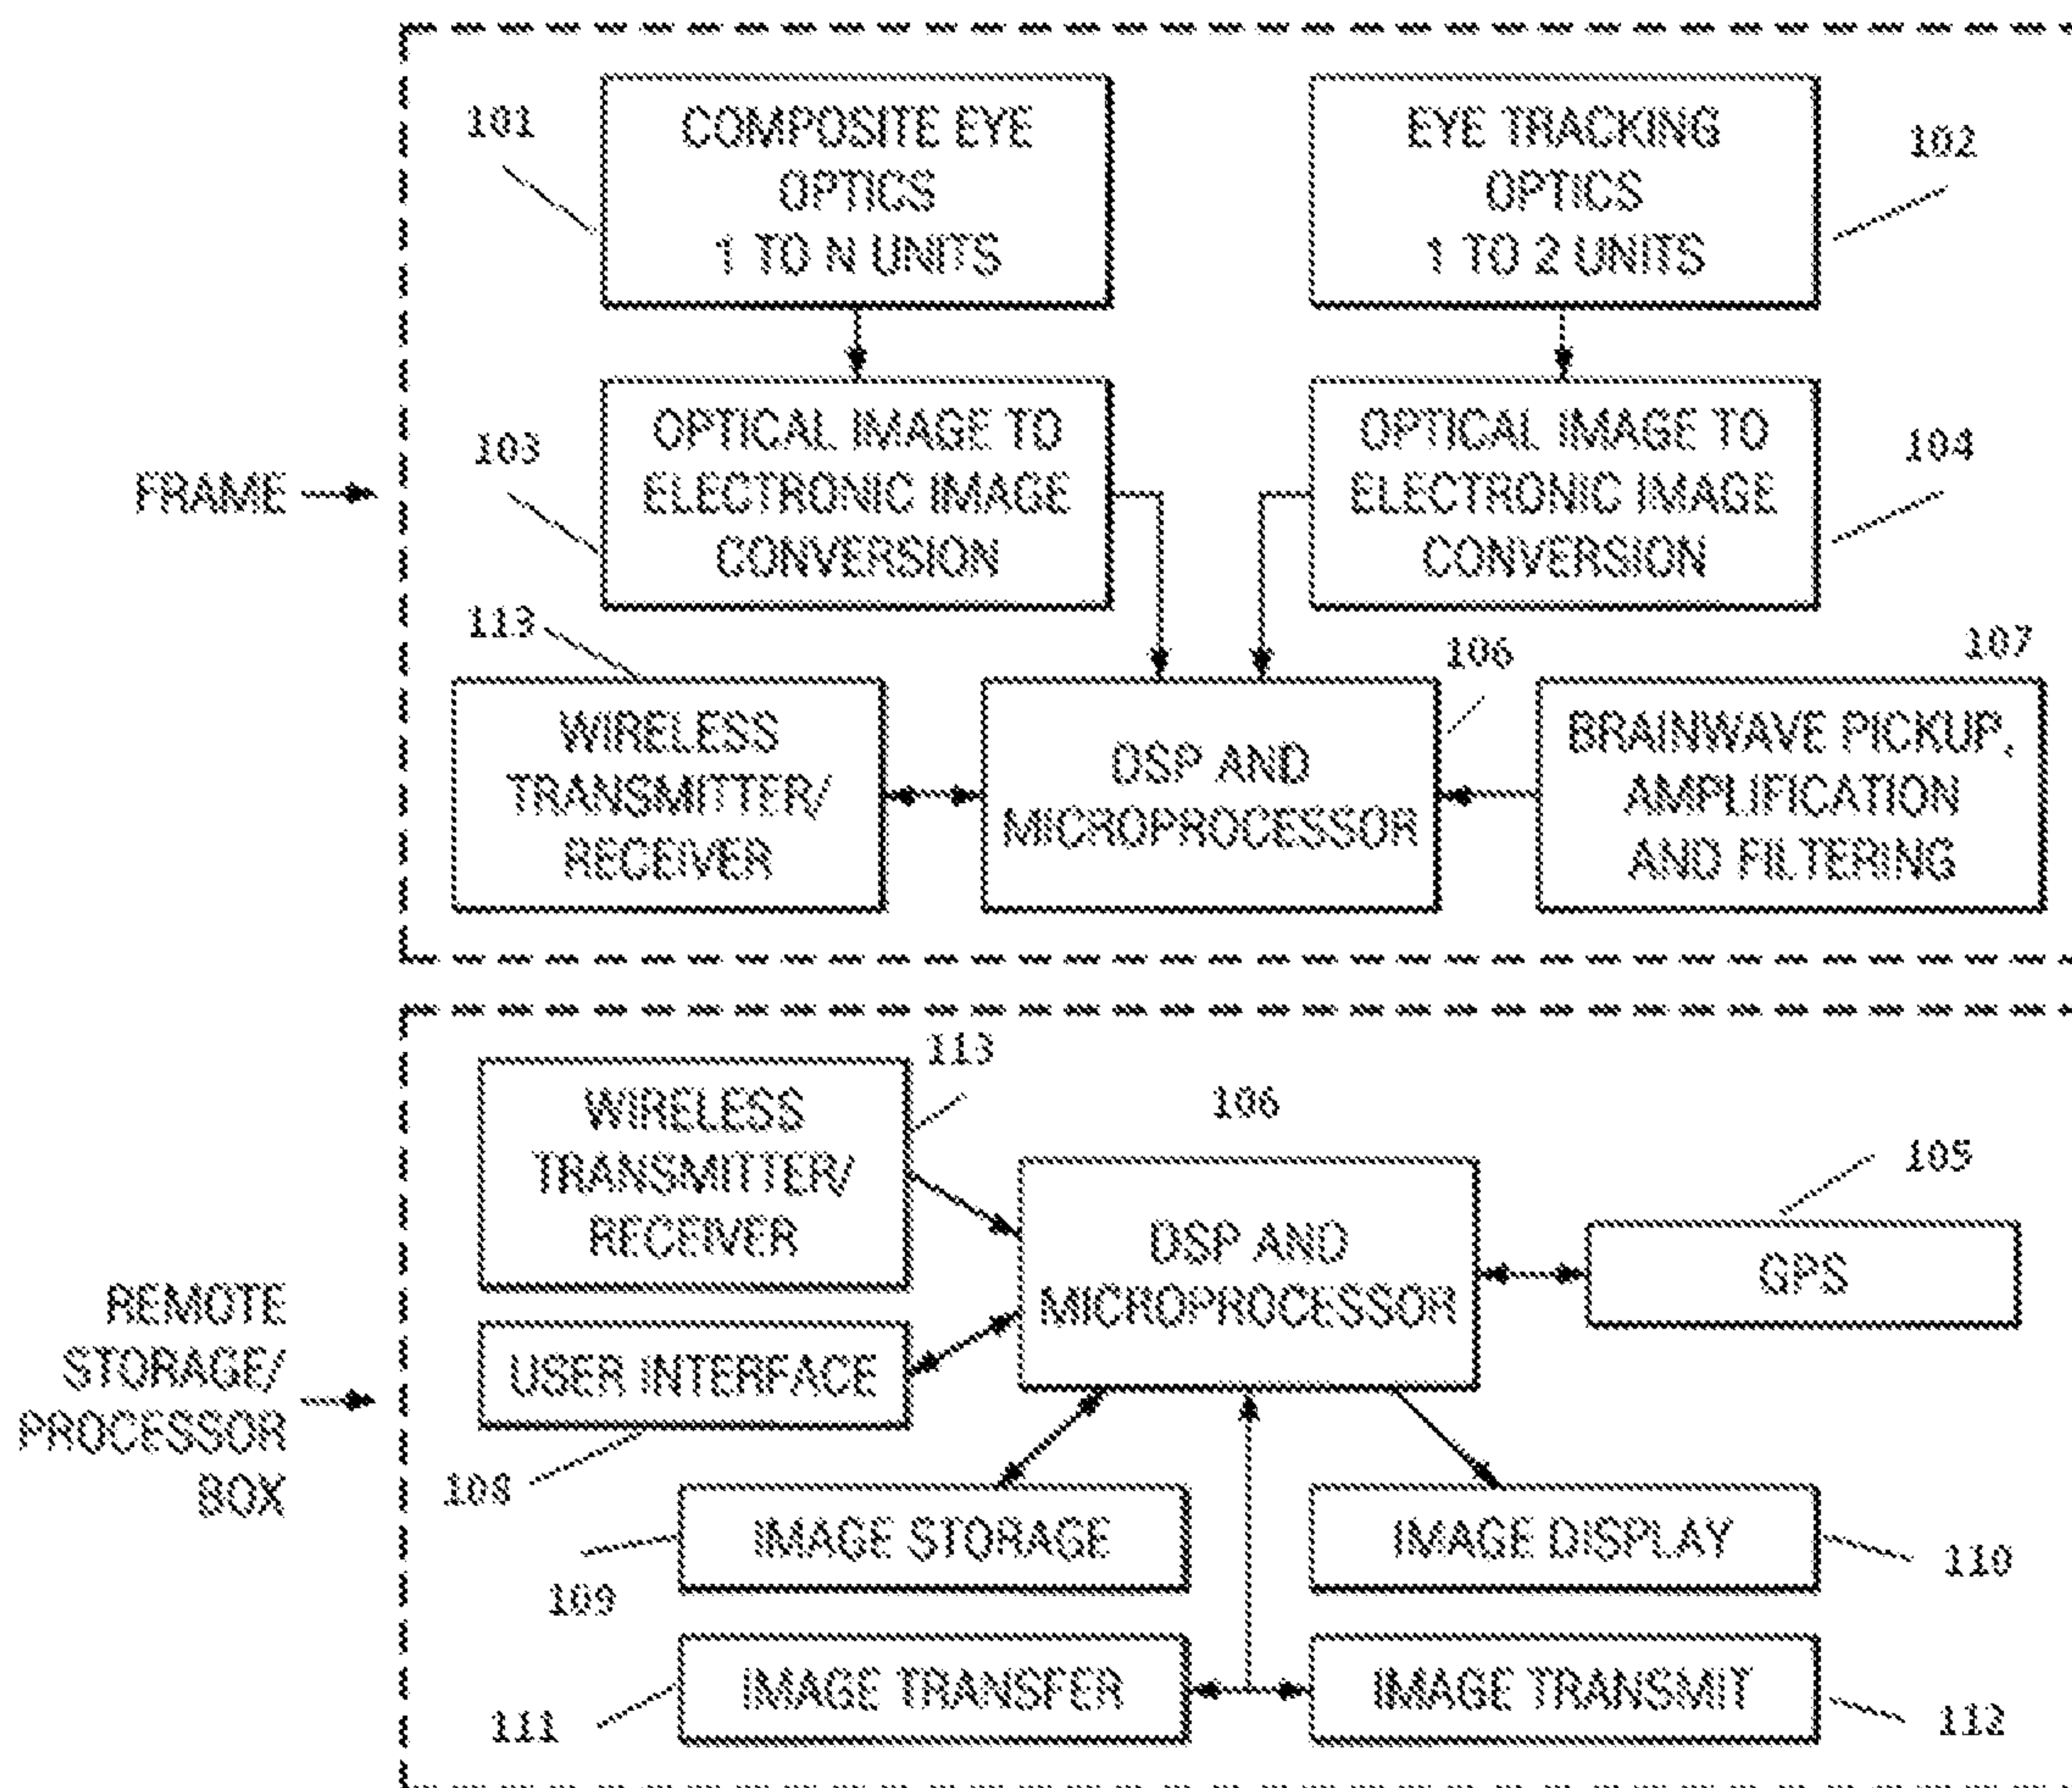 101
COMPOSITE EYE
OPTICS
1 TO N UNITS
EYE TRACKING
OPTICS
1 TO 2 UNITS
102
FRAME
103
OPTICAL IMAGE TO
ELECTRONIC IMAGE
CONVERSION
OPTICAL IMAGE TO
ELECTRONIC IMAGE
CONVERSION
104
113
WIRELESS
TRANSMITTER/
RECEIVER
DSP AND
MICROPROCESSOR
106
107
BRAINWAVE PICKUP,
AMPLIFICATION
AND FILTERING
REMOTE
STORAGE/
PROCESSOR
BOX
WIRELESS
TRANSMITTER/
RECEIVER
113
106
DSP AND
MICROPROCESSOR
105
GPS
USER INTERFACE
108
IMAGE STORAGE
109
IMAGE DISPLAY
110
IMAGE TRANSFER
111
IMAGE TRANSMIT
112